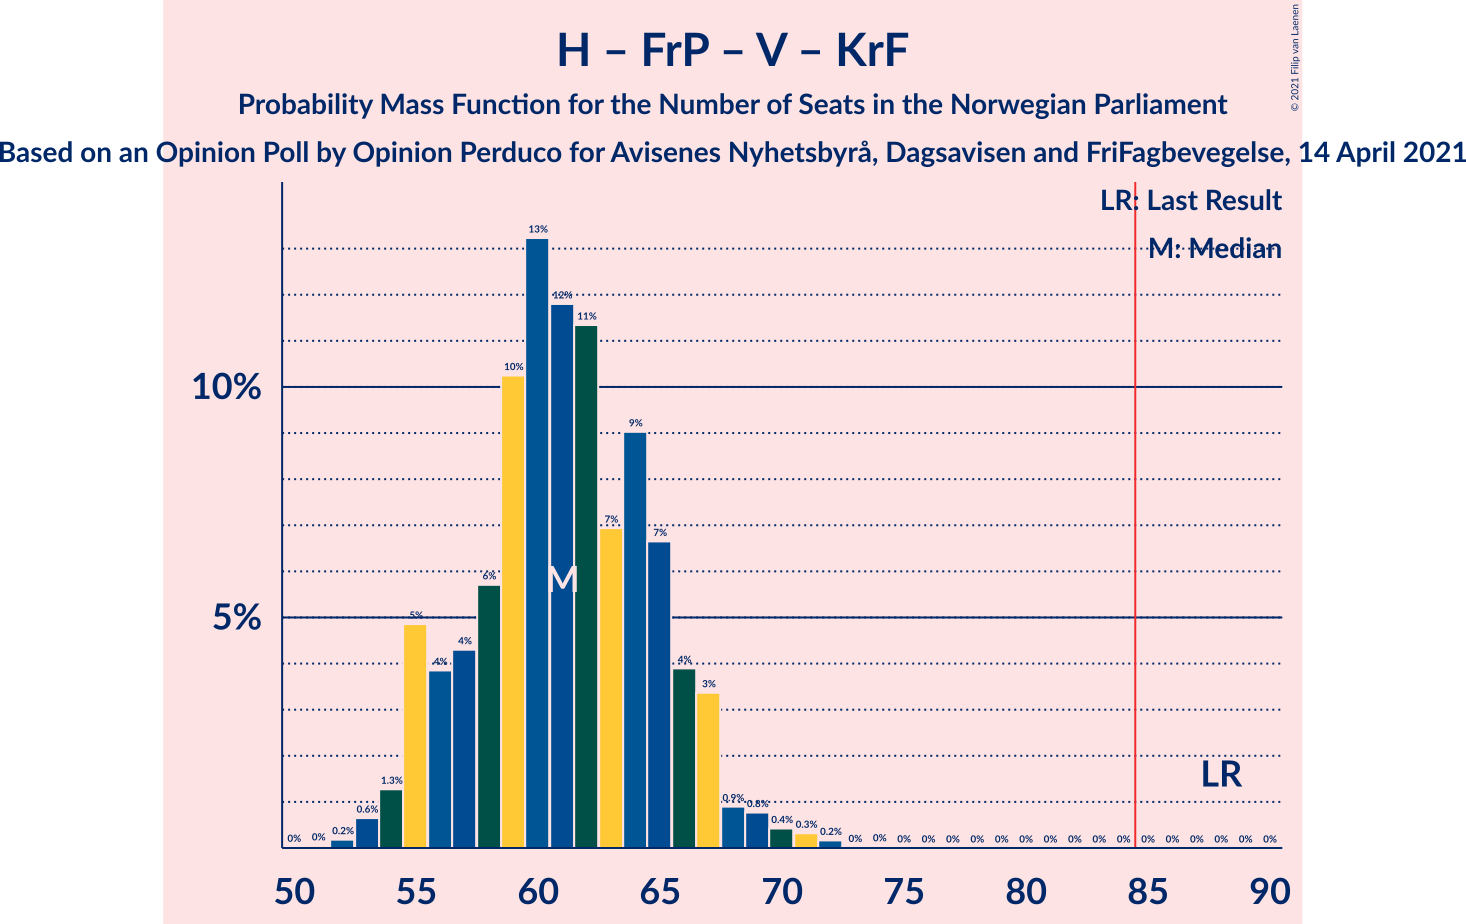 H – FrP – V – KrF
Probability Mass Function for the Number of Seats in the Norwegian Parliament
Based on an Opinion Poll by Opinion Perduco for Avisenes Nyhetsbyrå, Dagsavisen and FriFagbevegelse, 14 April 2021
© 2021 Filip van Laenen
LR: Last Result
M: Median
10%
5%
0% 0% 0.2% 0.6% 1.3% 5% 4% 4% 6% 10% 13% 12% 11% 7% 9% 7% 4% 3% 0.9% 0.8% 0.4% 0.3% 0.2% 0% 0% 0% 0% 0% 0% 0% 0% 0% 0% 0% 0% 0% 0% 0% 0% 0% 0%
M
LR
50 55 60 65 70 75 80 85 90